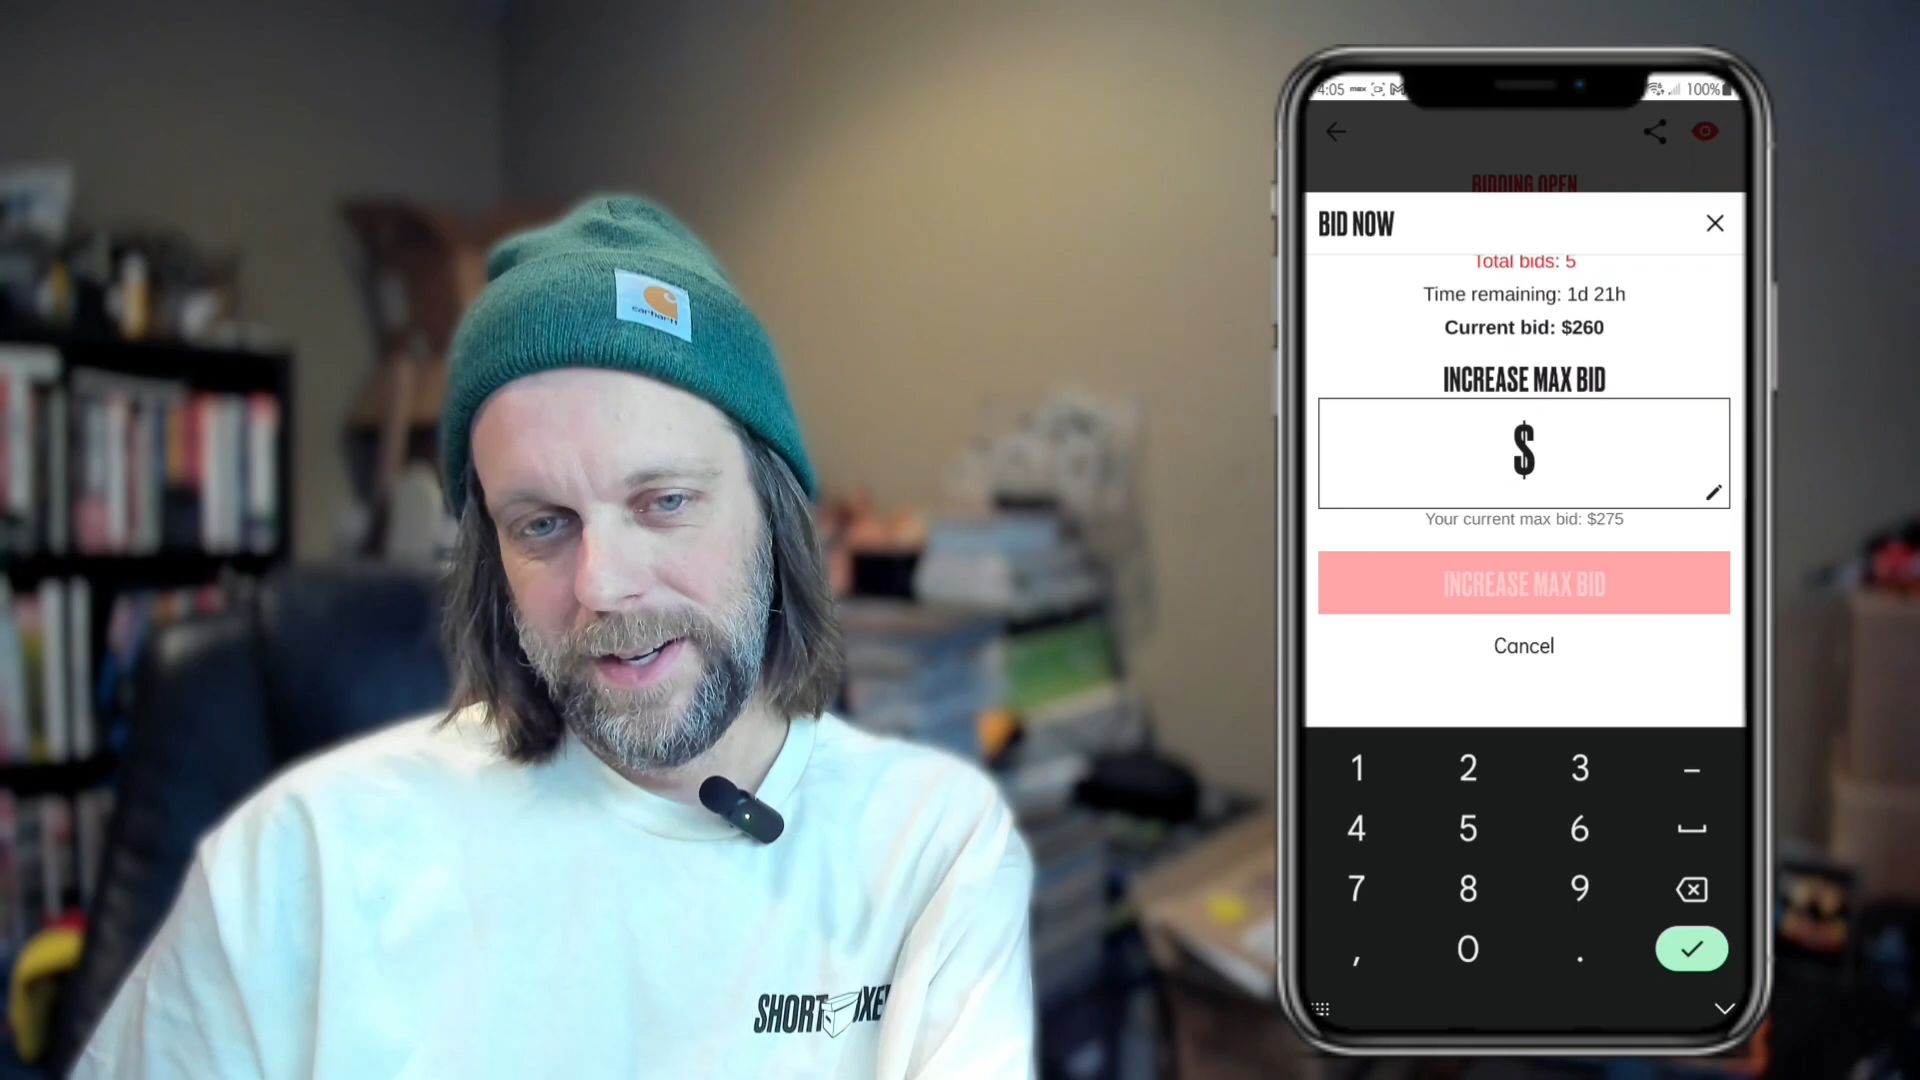 carhartt
4:05 max 100%
BIDDING OPEN
BID NOW
Total bids: 5
Time remaining: 1d 21h
Current bid: $260
INCREASE MAX BID
$
Your current max bid: $275
INCREASE MAX BID
Cancel
1 2 3 –
4 5 6
7 8 9
, 0 .